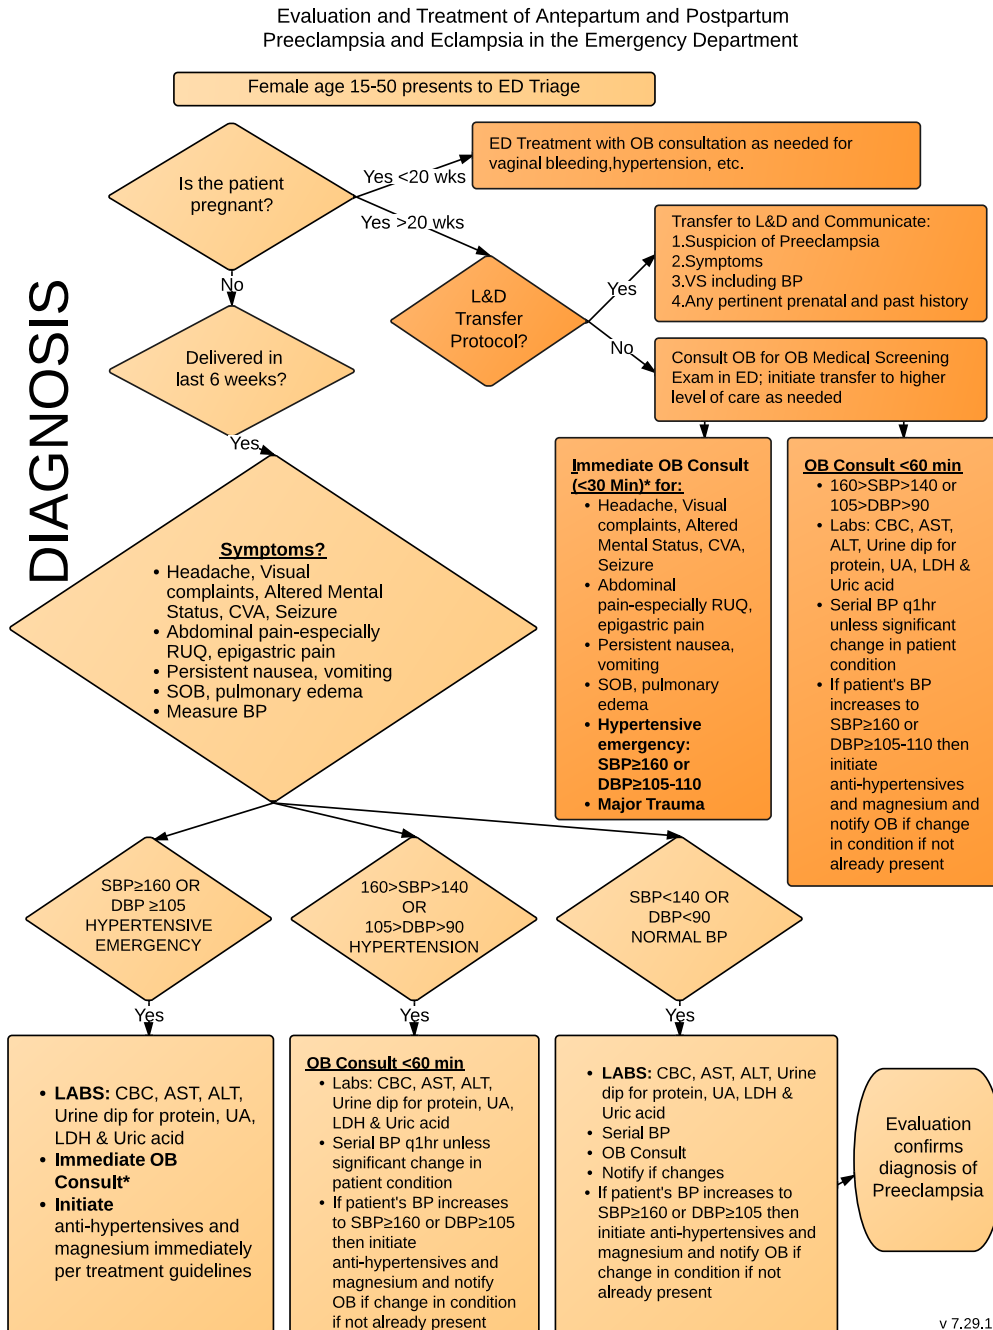 Evaluation and Treatment of Antepartum and Postpartum
Preeclampsia and Eclampsia in the Emergency Department
Female age 15-50 presents to ED Triage
DIAGNOSIS
Is the patient
pregnant?
Yes <20 wks
ED Treatment with OB consultation as needed for
vaginal bleeding,hypertension, etc.
Yes >20 wks
L&D
Transfer
Protocol?
Yes
Transfer to L&D and Communicate:
1.Suspicion of Preeclampsia
2.Symptoms
3.VS including BP
4.Any pertinent prenatal and past history
No
Consult OB for OB Medical Screening
Exam in ED; initiate transfer to higher
level of care as needed
No
Delivered in
last 6 weeks?
Yes
Immediate OB Consult
(<30 Min)* for:
• Headache, Visual
complaints, Altered
Mental Status, CVA,
Seizure
• Abdominal
pain-especially RUQ,
epigastric pain
• Persistent nausea,
vomiting
• SOB, pulmonary
edema
• Hypertensive
emergency:
SBP≥160 or
DBP≥105-110
• Major Trauma
OB Consult <60 min
• 160>SBP>140 or
105>DBP>90
• Labs: CBC, AST,
ALT, Urine dip for
protein, UA, LDH &
Uric acid
• Serial BP q1hr
unless significant
change in patient
condition
• If patient's BP
increases to
SBP≥160 or
DBP≥105-110 then
initiate
anti-hypertensives
and magnesium and
notify OB if change
in condition if not
already present
Symptoms?
• Headache, Visual
complaints, Altered Mental
Status, CVA, Seizure
• Abdominal pain-especially
RUQ, epigastric pain
• Persistent nausea, vomiting
• SOB, pulmonary edema
• Measure BP
SBP≥160 OR
DBP ≥105
HYPERTENSIVE
EMERGENCY
160>SBP>140
OR
105>DBP>90
HYPERTENSION
SBP<140 OR
DBP<90
NORMAL BP
Yes
Yes
Yes
• LABS: CBC, AST, ALT,
Urine dip for protein, UA,
LDH & Uric acid
• Immediate OB
Consult*
• Initiate
anti-hypertensives and
magnesium immediately
per treatment guidelines
OB Consult <60 min
• Labs: CBC, AST, ALT,
Urine dip for protein, UA,
LDH & Uric acid
• Serial BP q1hr unless
significant change in
patient condition
• If patient's BP increases
to SBP≥160 or DBP≥105
then initiate
anti-hypertensives and
magnesium and notify
OB if change in condition
if not already present
• LABS: CBC, AST, ALT, Urine
dip for protein, UA, LDH &
Uric acid
• Serial BP
• OB Consult
• Notify if changes
• If patient's BP increases to
SBP≥160 or DBP≥105 then
initiate anti-hypertensives and
magnesium and notify OB if
change in condition if not
already present
Evaluation
confirms
diagnosis of
Preeclampsia
v 7.29.1